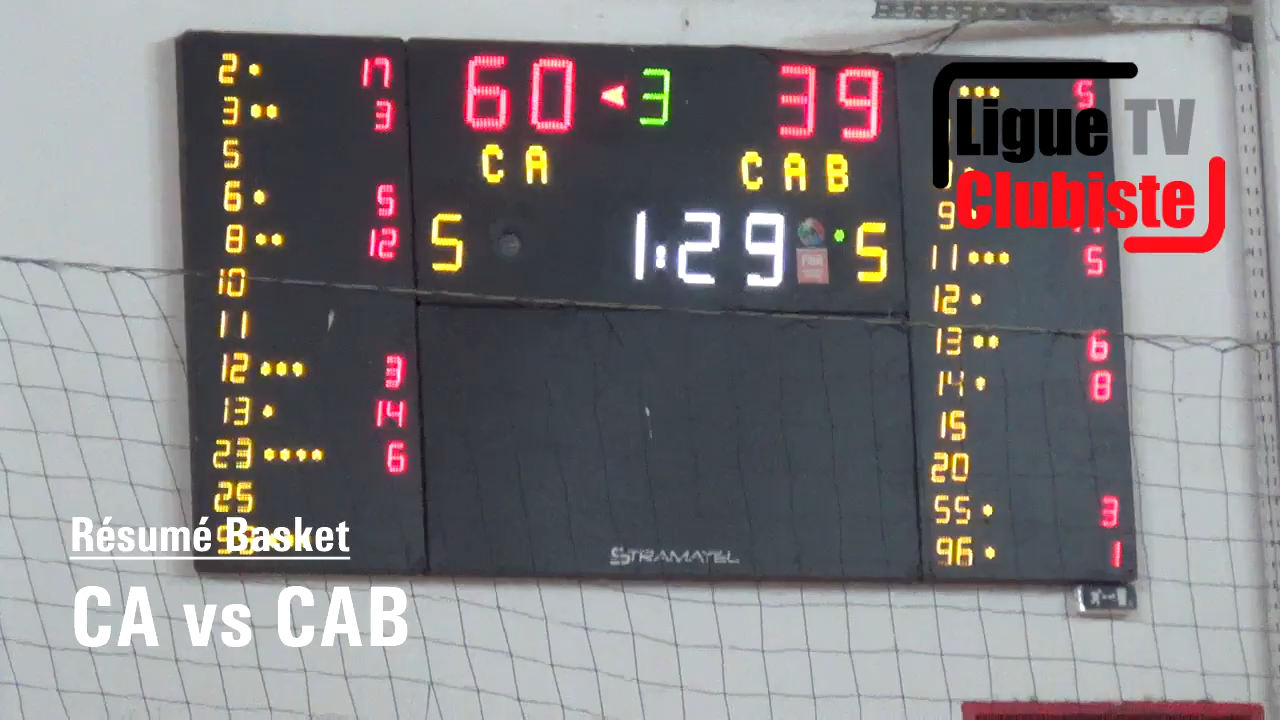 2 • 17
3 •• 3
5
6 • 5
8 •• 12
10
11
12 ••• 3
13 • 14
23 •••• 6
25
60 ◄ 3 39
CA CAB
5 1:29 • 5
FIBA
STRAMATEL
••• 5
9
11 ••• 5
12 •
13 •• 6
14 • 8
15
20
55 • 3
96 • 1
Ligue TV
Clubiste
Résumé Basket
CA vs CAB